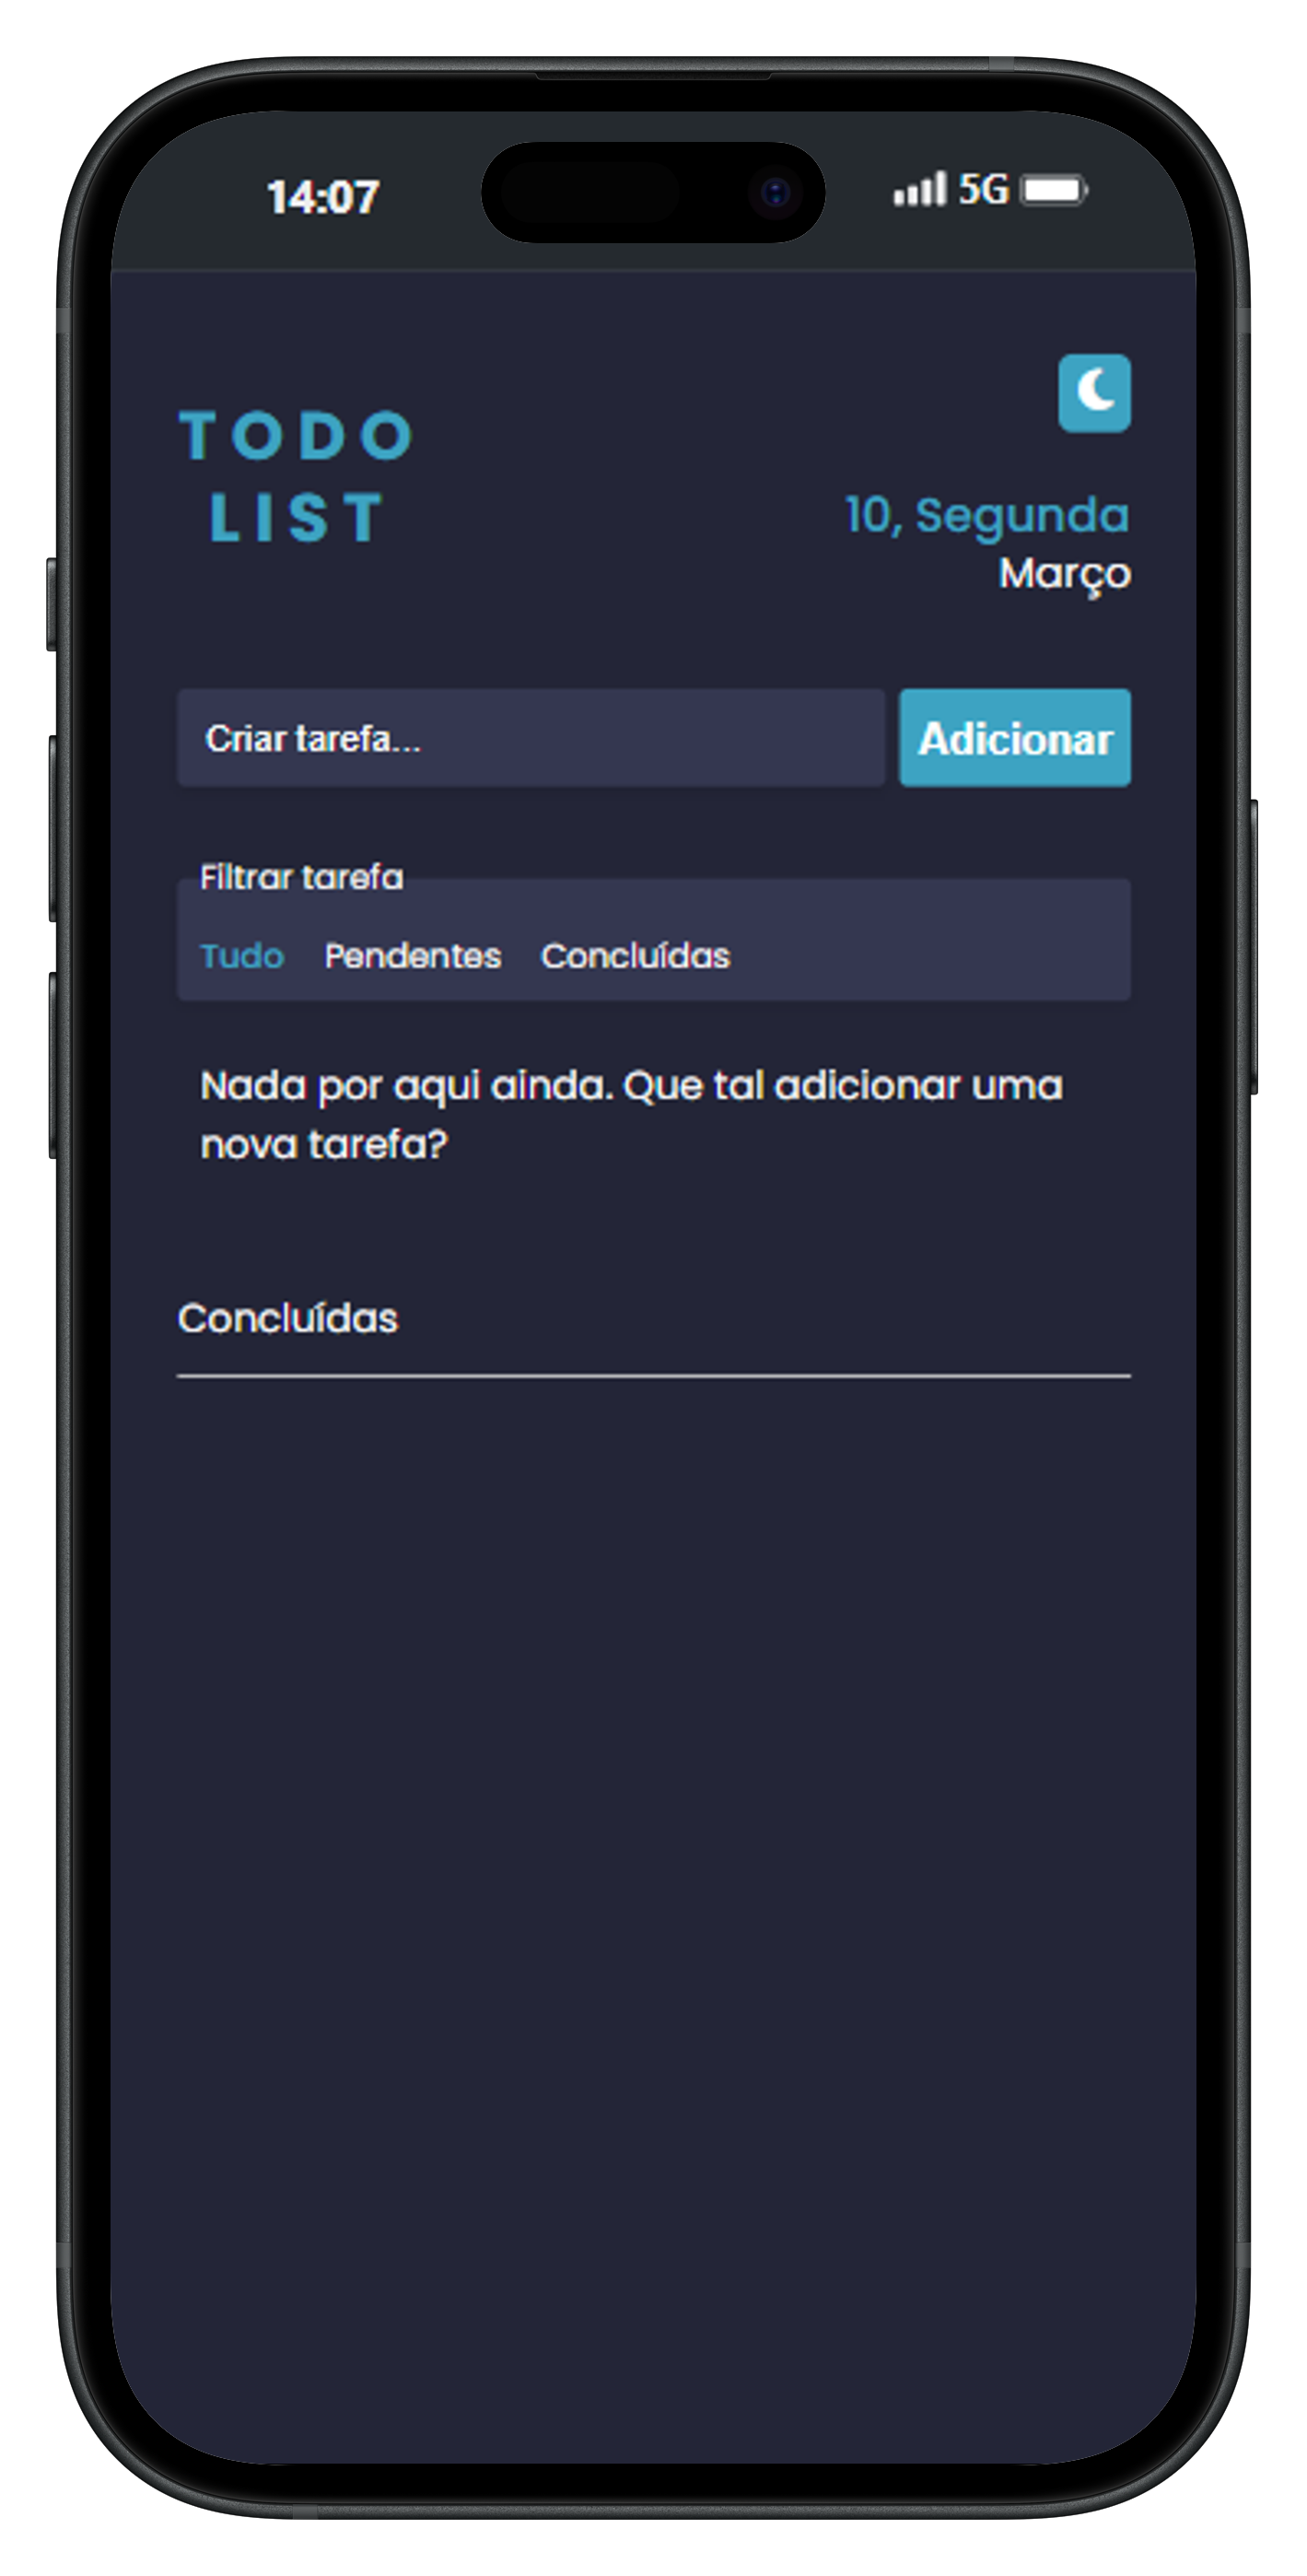 14:07 5G
TODO
LIST
10, Segunda
Março
Criar tarefa... Adicionar
Filtrar tarefa
Tudo Pendentes Concluídas
Nada por aqui ainda. Que tal adicionar uma
nova tarefa?
Concluídas